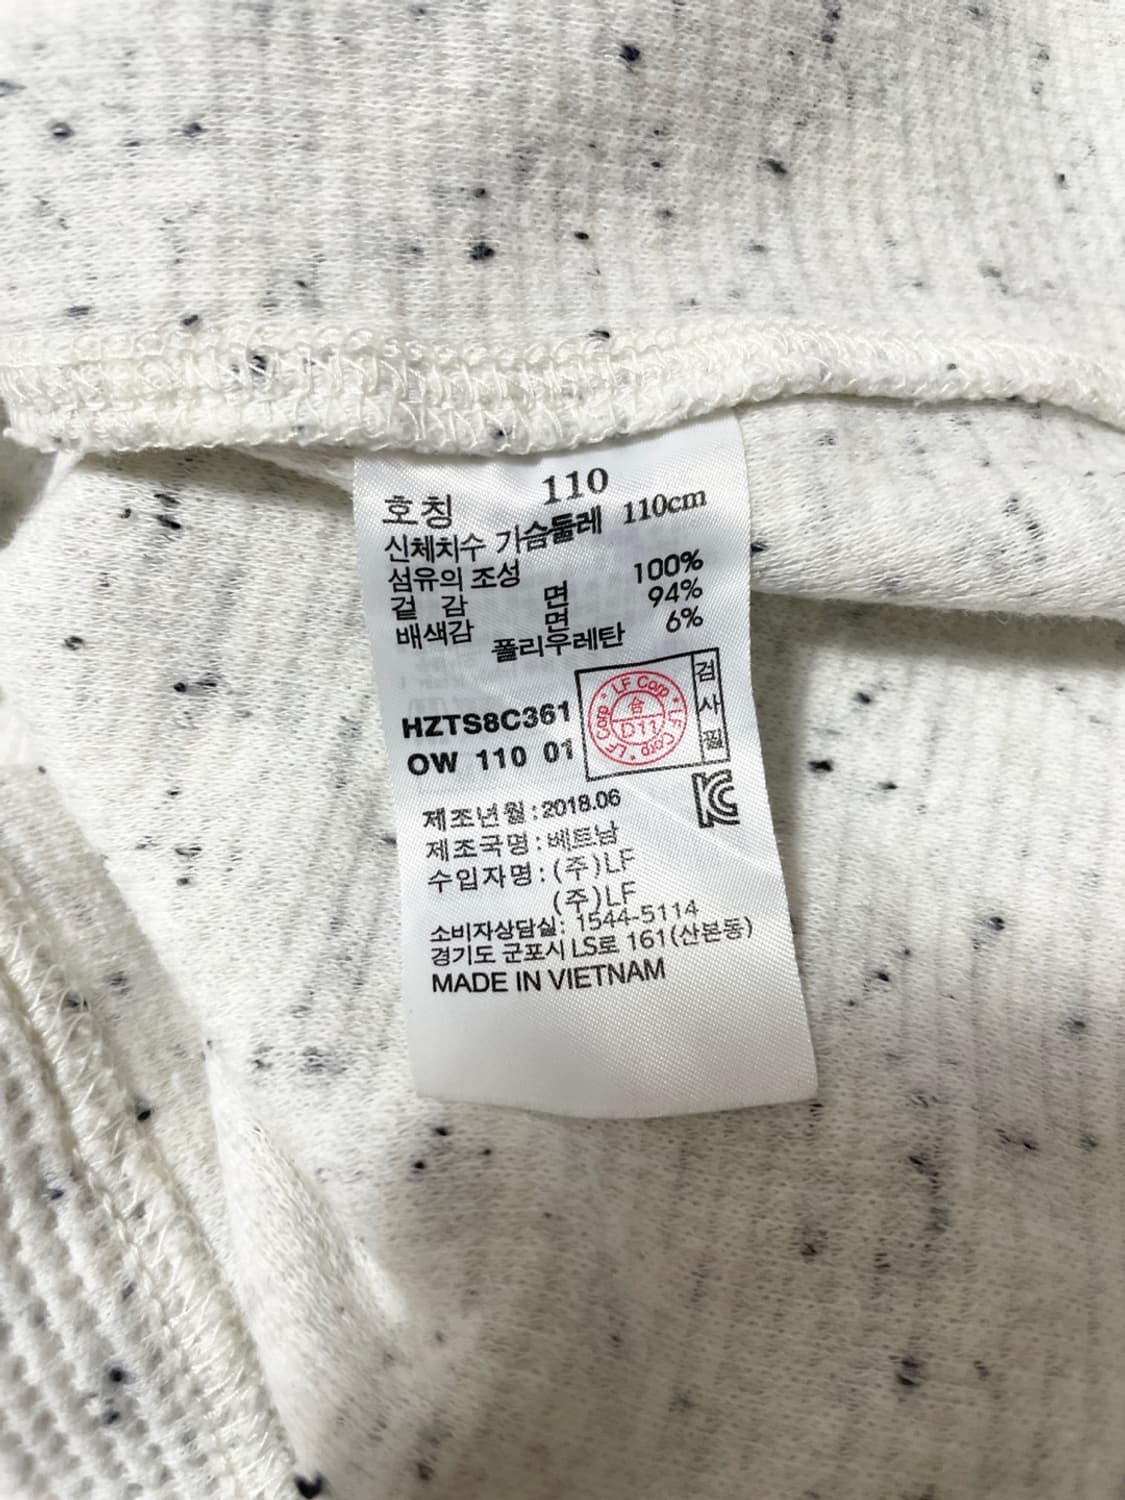 호칭 110
신체치수 가슴둘레 110cm
섬유의 조성
겉 감 면 100%
배색감 면 94%
폴리우레탄 6%
HZTS8C361
OW 110 01
LF Corp · LF Corp · LF Corp ·
合
D11
검사필
제조년월 : 2018.06
제조국명 : 베트남
수입자명 : (주)LF
(주)LF
소비자상담실: 1544-5114
경기도 군포시 LS로 161(산본동)
MADE IN VIETNAM